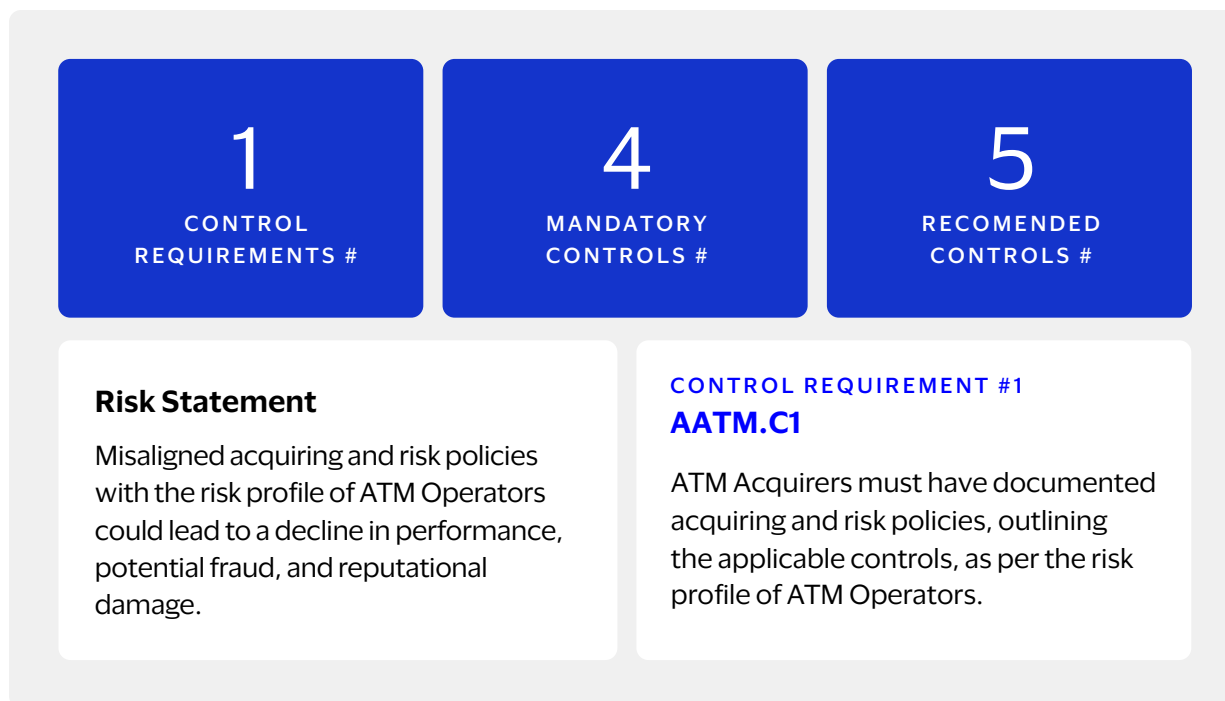 1
CONTROL
REQUIREMENTS #
4
MANDATORY
CONTROLS #
5
RECOMENDED
CONTROLS #
Risk Statement
Misaligned acquiring and risk policies
with the risk profile of ATM Operators
could lead to a decline in performance,
potential fraud, and reputational
damage.
CONTROL REQUIREMENT #1
AATM.C1
ATM Acquirers must have documented
acquiring and risk policies, outlining
the applicable controls, as per the risk
profile of ATM Operators.